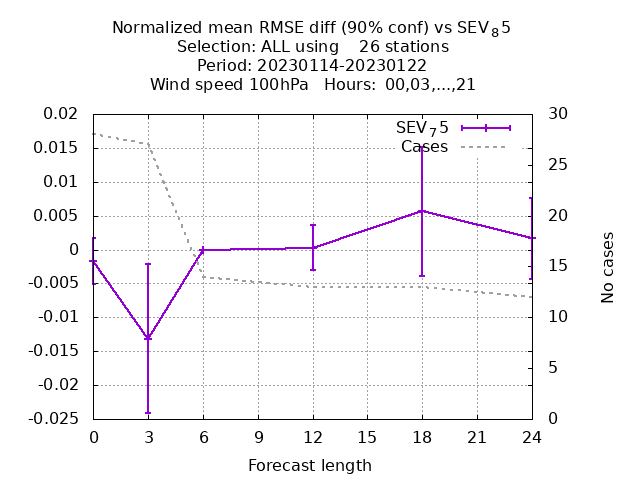 Normalized mean RMSE diff (90% conf) vs SEV₈5
Selection: ALL using    26 stations
Period: 20230114-20230122
Wind speed 100hPa   Hours: 00,03,...,21
SEV₇5
Cases
0.02
0.015
0.01
0.005
0
-0.005
-0.01
-0.015
-0.02
-0.025
30
25
20
15
10
5
0
No cases
0 3 6 9 12 15 18 21 24
Forecast length